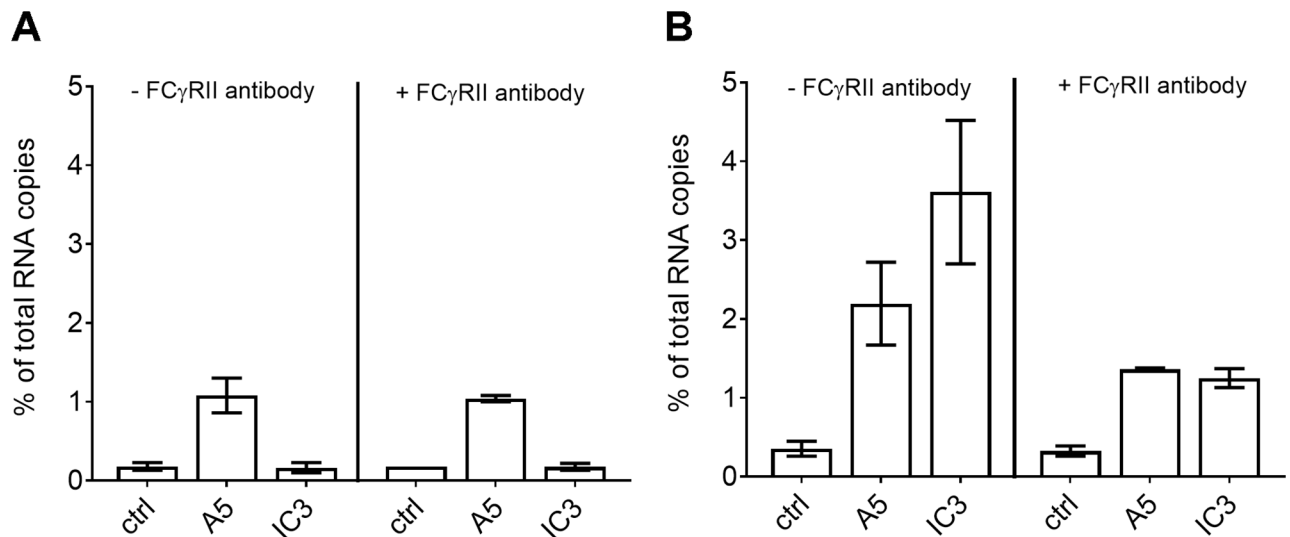 A
- FCγRII antibody
+ FCγRII antibody
% of total RNA copies
5
4
3
2
1
0
ctrl
A5
IC3
ctrl
A5
IC3
B
- FCγRII antibody
+ FCγRII antibody
% of total RNA copies
5
4
3
2
1
0
ctrl
A5
IC3
ctrl
A5
IC3